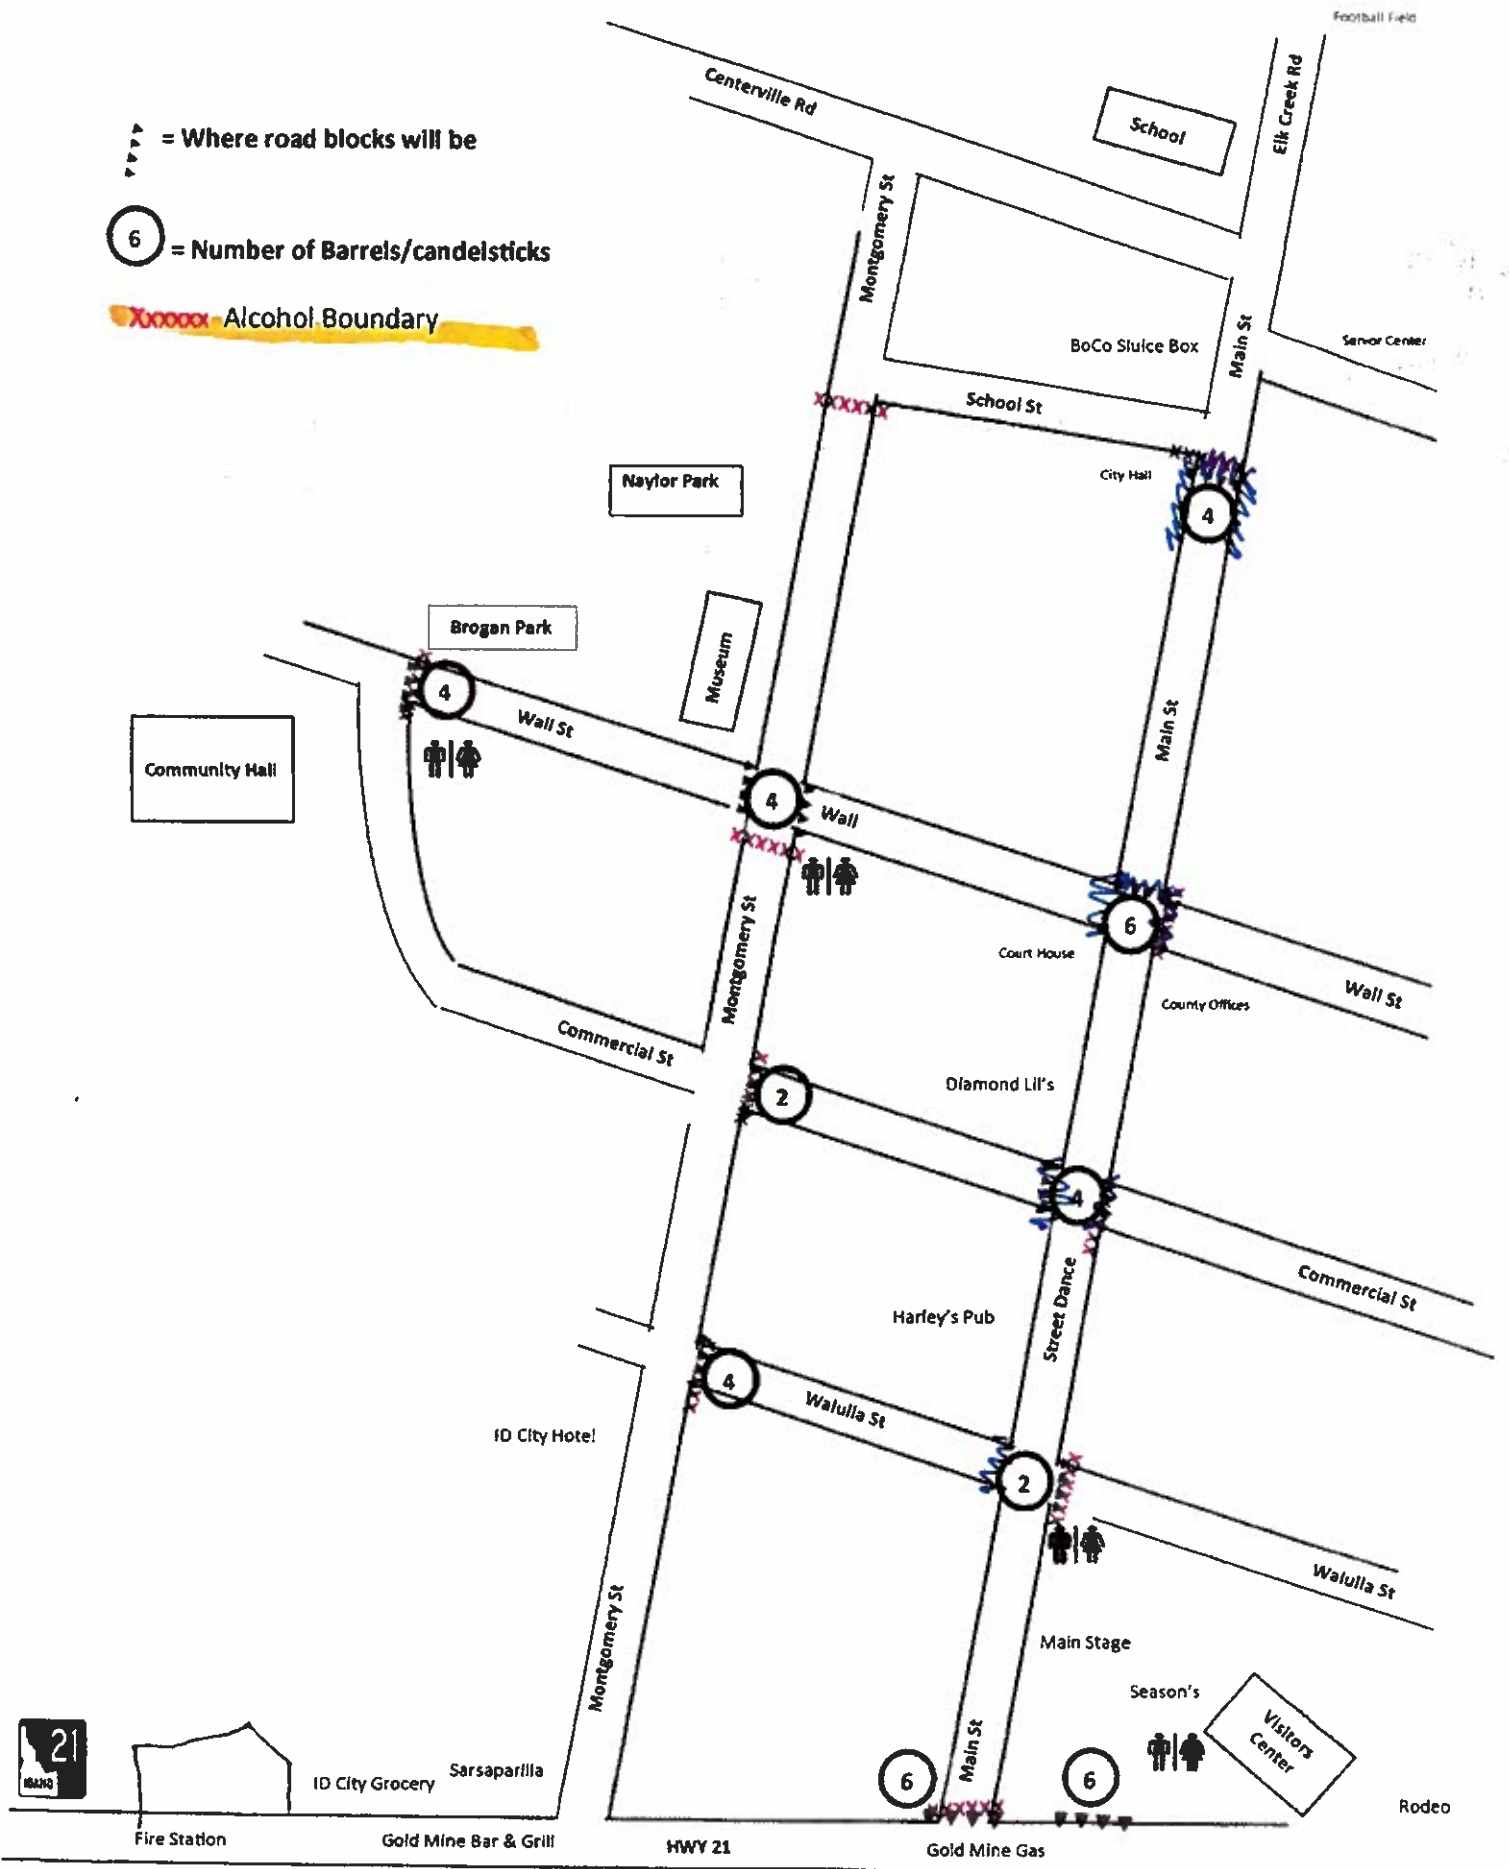 Football Field
Centerville Rd
School
Elk Creek Rd
= Where road blocks will be
6
= Number of Barrels/candelsticks
Xxxxxx Alcohol Boundary
Montgomery St
BoCo Sluice Box
Main St
Senior Center
XXXXXX
School St
Naylor Park
City Hall
4
Brogan Park
4
Wall St
Museum
Main St
Community Hall
4
Wall
XXXXXX
6
Court House
Wall St
County Offices
Montgomery St
Commercial St
2
Diamond Lil's
4
Commercial St
Harley's Pub
Street Dance
4
Walulla St
ID City Hotel
2
Walulla St
Montgomery St
Main Stage
Season's
Visitors
Center
21
IDAHO
ID City Grocery
Sarsaparilla
6
Main St
6
Rodeo
Fire Station
Gold Mine Bar & Grill
HWY 21
Gold Mine Gas